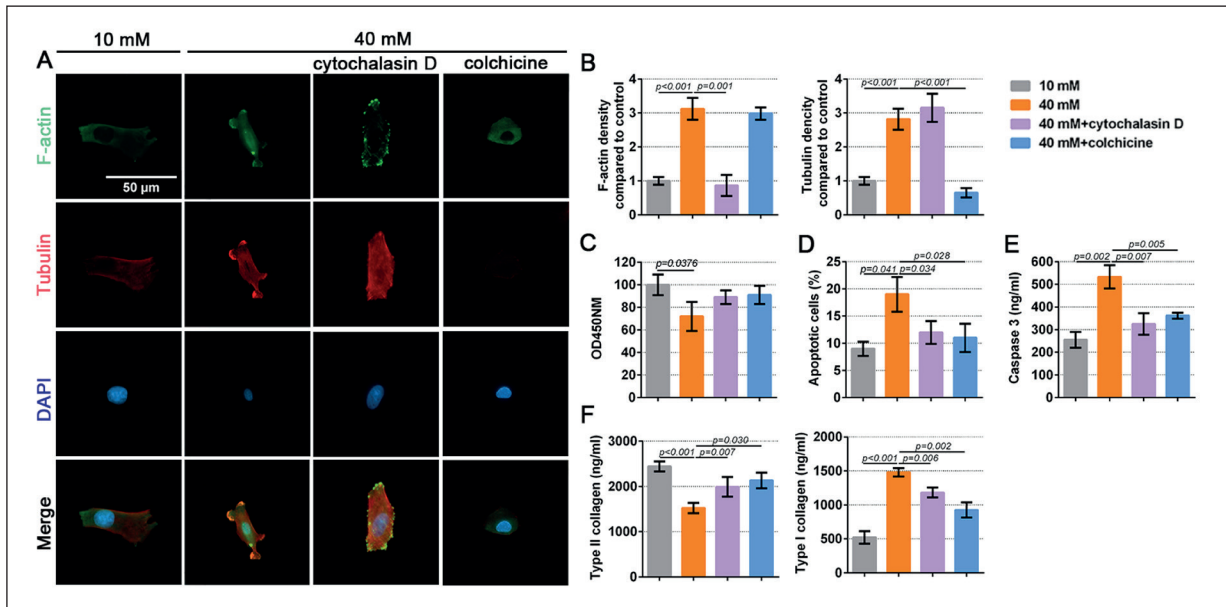 10 mM
40 mM
A
cytochalasin D
colchicine
F-actin
50 µm
Tubulin
DAPI
Merge
B
F-actin density
compared to control
4
3
2
1
0
p<0.001
p=0.001
Tubulin dencity
compared to control
4
3
2
1
0
p<0.001
p<0.001
10 mM
40 mM
40 mM+cytochalasin D
40 mM+colchicine
C
OD450NM
120
100
80
60
40
20
0
p=0.0376
D
Apoptotic cells (%)
25
20
15
10
5
0
p=0.028
p=0.041
p=0.034
E
Caspase 3 (ng/ml)
600
500
400
300
200
100
0
p=0.005
p=0.002
p=0.007
F
Type II collagen (ng/ml)
3000
2000
1000
0
p=0.030
p<0.001
p=0.007
Type I collagen (ng/ml)
2000
1500
1000
500
0
p=0.002
p<0.001
p=0.006